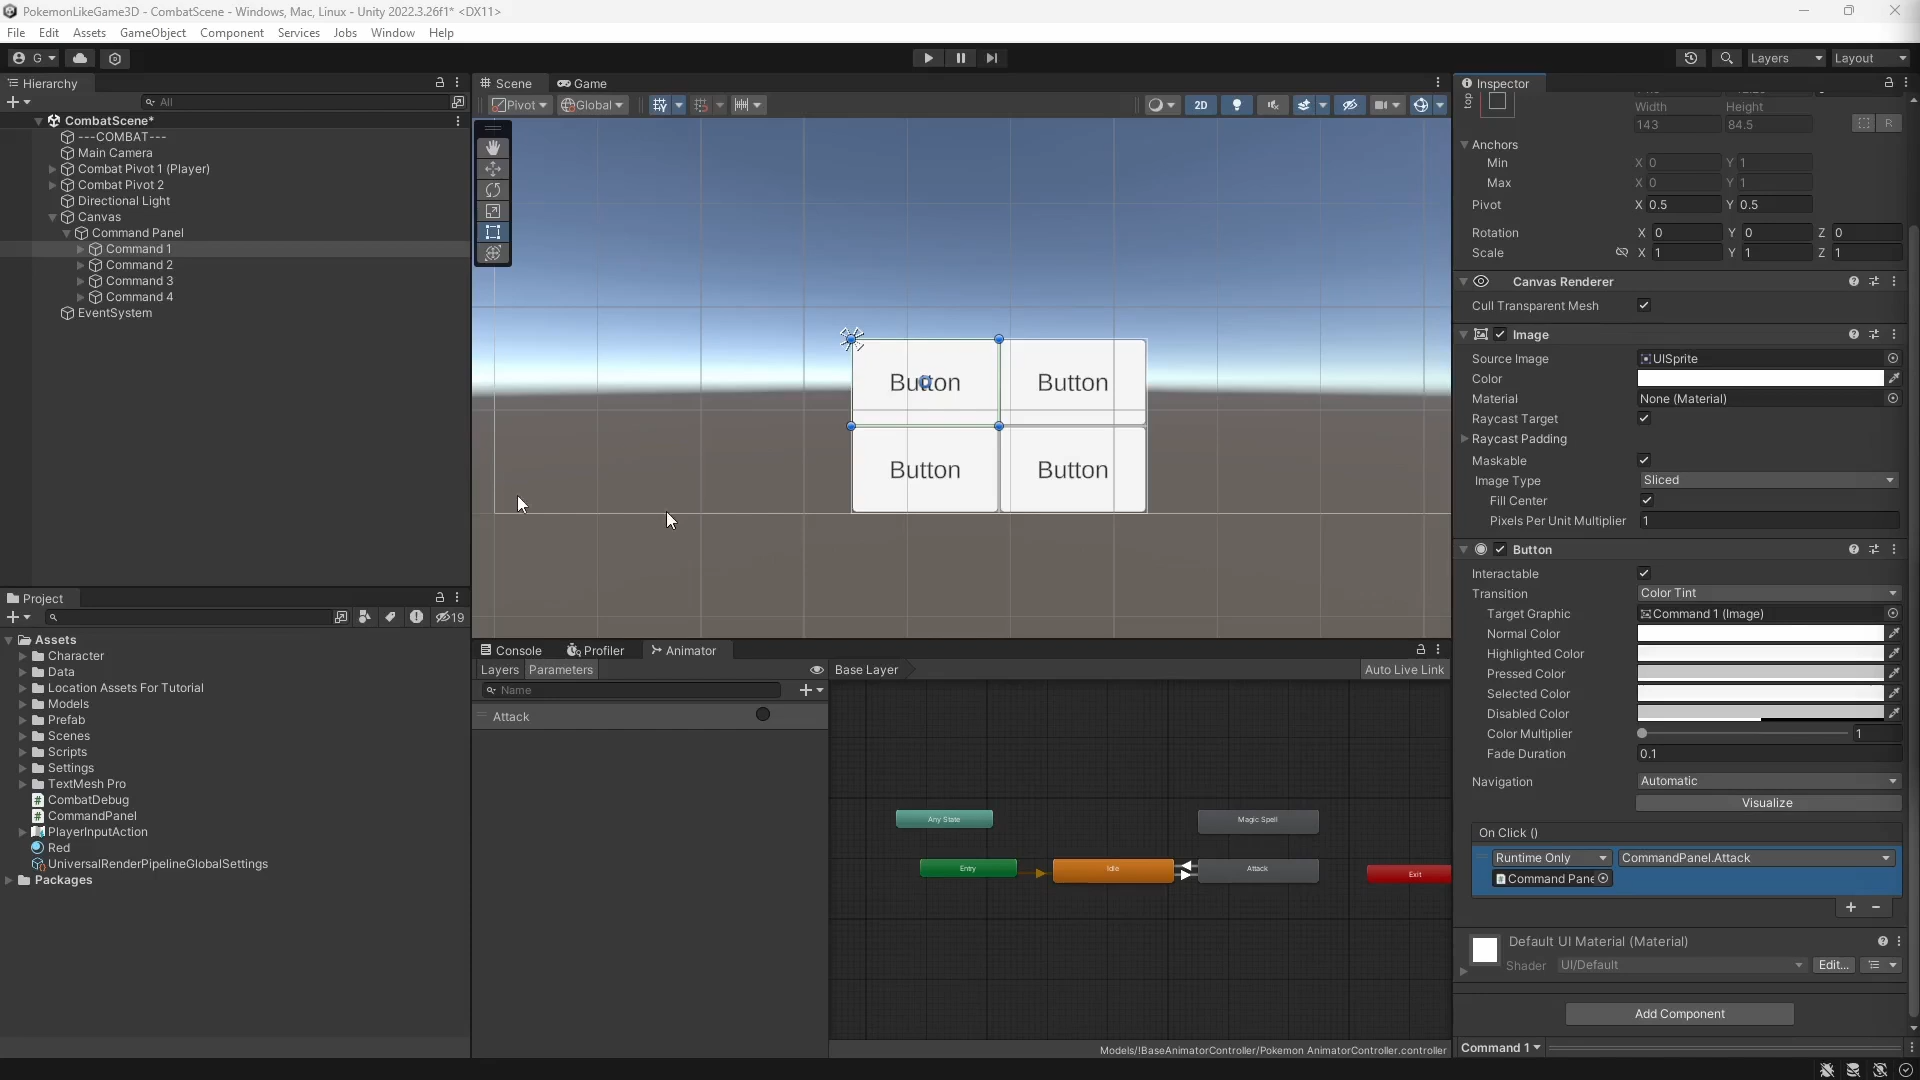 PokemonLikeGame3D - CombatScene - Windows, Mac, Linux - Unity 2022.3.26f1* <DX11>
File Edit Assets GameObject Component Services Jobs Window Help
G
Layers
Layout
Hierarchy
All
CombatScene*
---COMBAT---
Main Camera
Combat Pivot 1 (Player)
Combat Pivot 2
Directional Light
Canvas
Command Panel
Command 1
Command 2
Command 3
Command 4
EventSystem
Project
19
Assets
Character
Data
Location Assets For Tutorial
Models
Prefab
Scenes
Scripts
Settings
TextMesh Pro
CombatDebug
CommandPanel
PlayerInputAction
Red
UniversalRenderPipelineGlobalSettings
Packages
Scene Game
Pivot Global
2D
Button Button
Button Button
Console Profiler Animator
Layers Parameters
Base Layer
Auto Live Link
Name
Attack
Any State
Magic Spell
Entry
Idle
Attack
Exit
Models/!BaseAnimatorController/Pokemon AnimatorController.controller
Inspector
top
Width Height
143 84.5
R
Anchors
Min X 0 Y 1
Max X 0 Y 1
Pivot X 0.5 Y 0.5
Rotation X 0 Y 0 Z 0
Scale X 1 Y 1 Z 1
Canvas Renderer
Cull Transparent Mesh
Image
Source Image UISprite
Color
Material None (Material)
Raycast Target
Raycast Padding
Maskable
Image Type Sliced
Fill Center
Pixels Per Unit Multiplier 1
Button
Interactable
Transition Color Tint
Target Graphic Command 1 (Image)
Normal Color
Highlighted Color
Pressed Color
Selected Color
Disabled Color
Color Multiplier 1
Fade Duration 0.1
Navigation Automatic
Visualize
On Click ()
Runtime Only CommandPanel.Attack
Command Pane
+ -
Default UI Material (Material)
Shader UI/Default Edit...
Add Component
Command 1